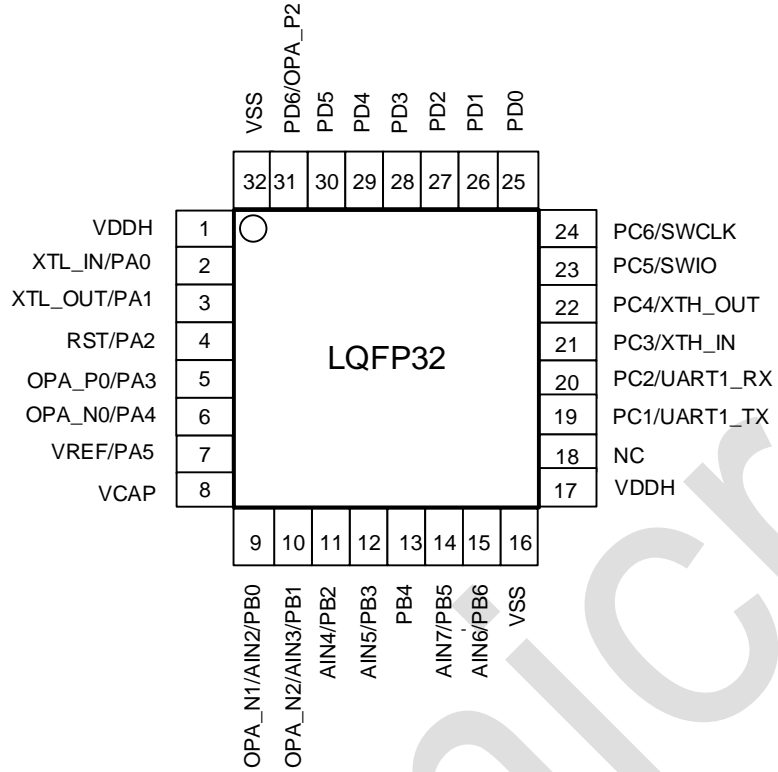 VSS
PD6/OPA_P2
PD5
PD4
PD3
PD2
PD1
PD0
32 31 30 29 28 27 26 25
VDDH 1
XTL_IN/PA0 2
XTL_OUT/PA1 3
RST/PA2 4
OPA_P0/PA3 5
OPA_N0/PA4 6
VREF/PA5 7
VCAP 8
LQFP32
24 PC6/SWCLK
23 PC5/SWIO
22 PC4/XTH_OUT
21 PC3/XTH_IN
20 PC2/UART1_RX
19 PC1/UART1_TX
18 NC
17 VDDH
9 10 11 12 13 14 15 16
OPA_N1/AIN2/PB0
OPA_N2/AIN3/PB1
AIN4/PB2
AIN5/PB3
PB4
AIN7/PB5
AIN6/PB6
VSS
micr